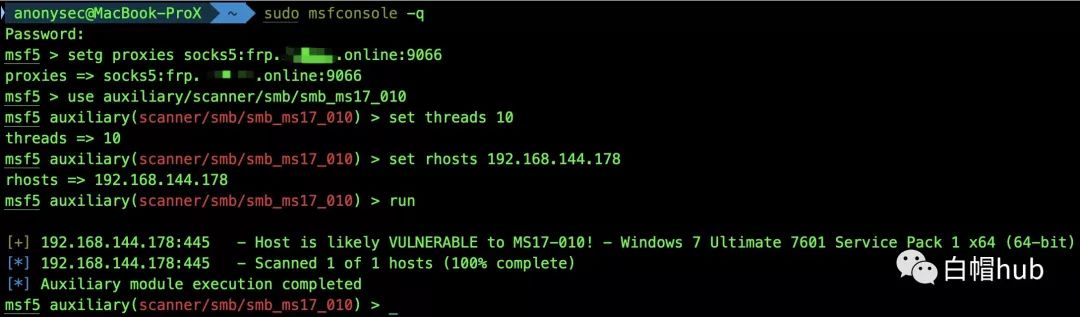 anonysec@MacBook-ProX ~ sudo msfconsole -q
Password:
msf5 > setg proxies socks5:frp. .online:9066
proxies => socks5:frp. .online:9066
msf5 > use auxiliary/scanner/smb/smb_ms17_010
msf5 auxiliary(scanner/smb/smb_ms17_010) > set threads 10
threads => 10
msf5 auxiliary(scanner/smb/smb_ms17_010) > set rhosts 192.168.144.178
rhosts => 192.168.144.178
msf5 auxiliary(scanner/smb/smb_ms17_010) > run
[+] 192.168.144.178:445 - Host is likely VULNERABLE to MS17-010! - Windows 7 Ultimate 7601 Service Pack 1 x64 (64-bit)
[*] 192.168.144.178:445 - Scanned 1 of 1 hosts (100% complete)
[*] Auxiliary module execution completed
msf5 auxiliary(scanner/smb/smb_ms17_010) > _
白帽hub